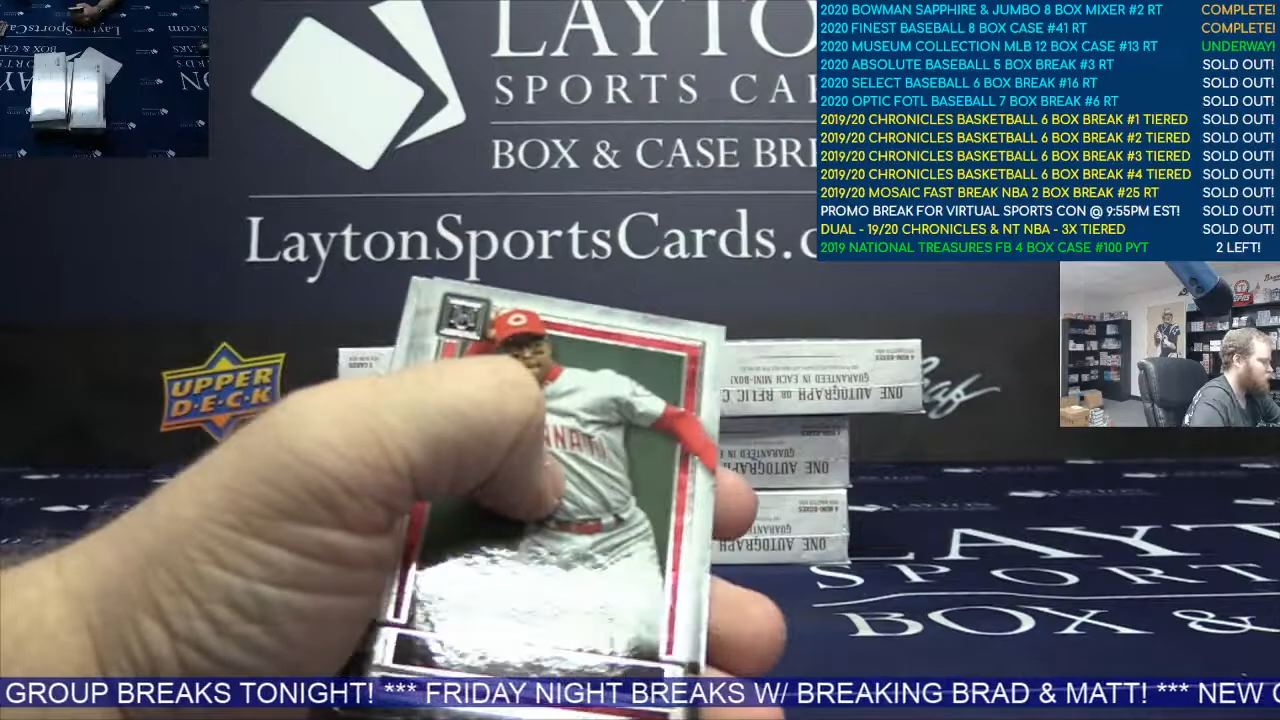 LAYTO
SPORTS CAR
BOX & CASE BRE
LaytonSportsCards.c
2020 BOWMAN SAPPHIRE & JUMBO 8 BOX MIXER #2 RT COMPLETE!
2020 FINEST BASEBALL 8 BOX CASE #41 RT COMPLETE!
2020 MUSEUM COLLECTION MLB 12 BOX CASE #13 RT UNDERWAY!
2020 ABSOLUTE BASEBALL 5 BOX BREAK #3 RT SOLD OUT!
2020 SELECT BASEBALL 6 BOX BREAK #16 RT SOLD OUT!
2020 OPTIC FOTL BASEBALL 7 BOX BREAK #6 RT SOLD OUT!
2019/20 CHRONICLES BASKETBALL 6 BOX BREAK #1 TIERED SOLD OUT!
2019/20 CHRONICLES BASKETBALL 6 BOX BREAK #2 TIERED SOLD OUT!
2019/20 CHRONICLES BASKETBALL 6 BOX BREAK #3 TIERED SOLD OUT!
2019/20 CHRONICLES BASKETBALL 6 BOX BREAK #4 TIERED SOLD OUT!
2019/20 MOSAIC FAST BREAK NBA 2 BOX BREAK #25 RT SOLD OUT!
PROMO BREAK FOR VIRTUAL SPORTS CON @ 9:55PM EST! SOLD OUT!
DUAL - 19/20 CHRONICLES & NT NBA - 3X TIERED SOLD OUT!
2019 NATIONAL TREASURES FB 4 BOX CASE #100 PYT 2 LEFT!
UPPER
D.E.C.K
4 MINI-BOXES
GUARANTEED IN EACH MINI-BOX!
ONE AUTOGRAPH OR RELIC C
ONE AUTOGRAPH
ONE AUTOGRAPH
LAYT
SPORT
BOX &
GROUP BREAKS TONIGHT! *** FRIDAY NIGHT BREAKS W/ BREAKING BRAD & MATT! *** NEW